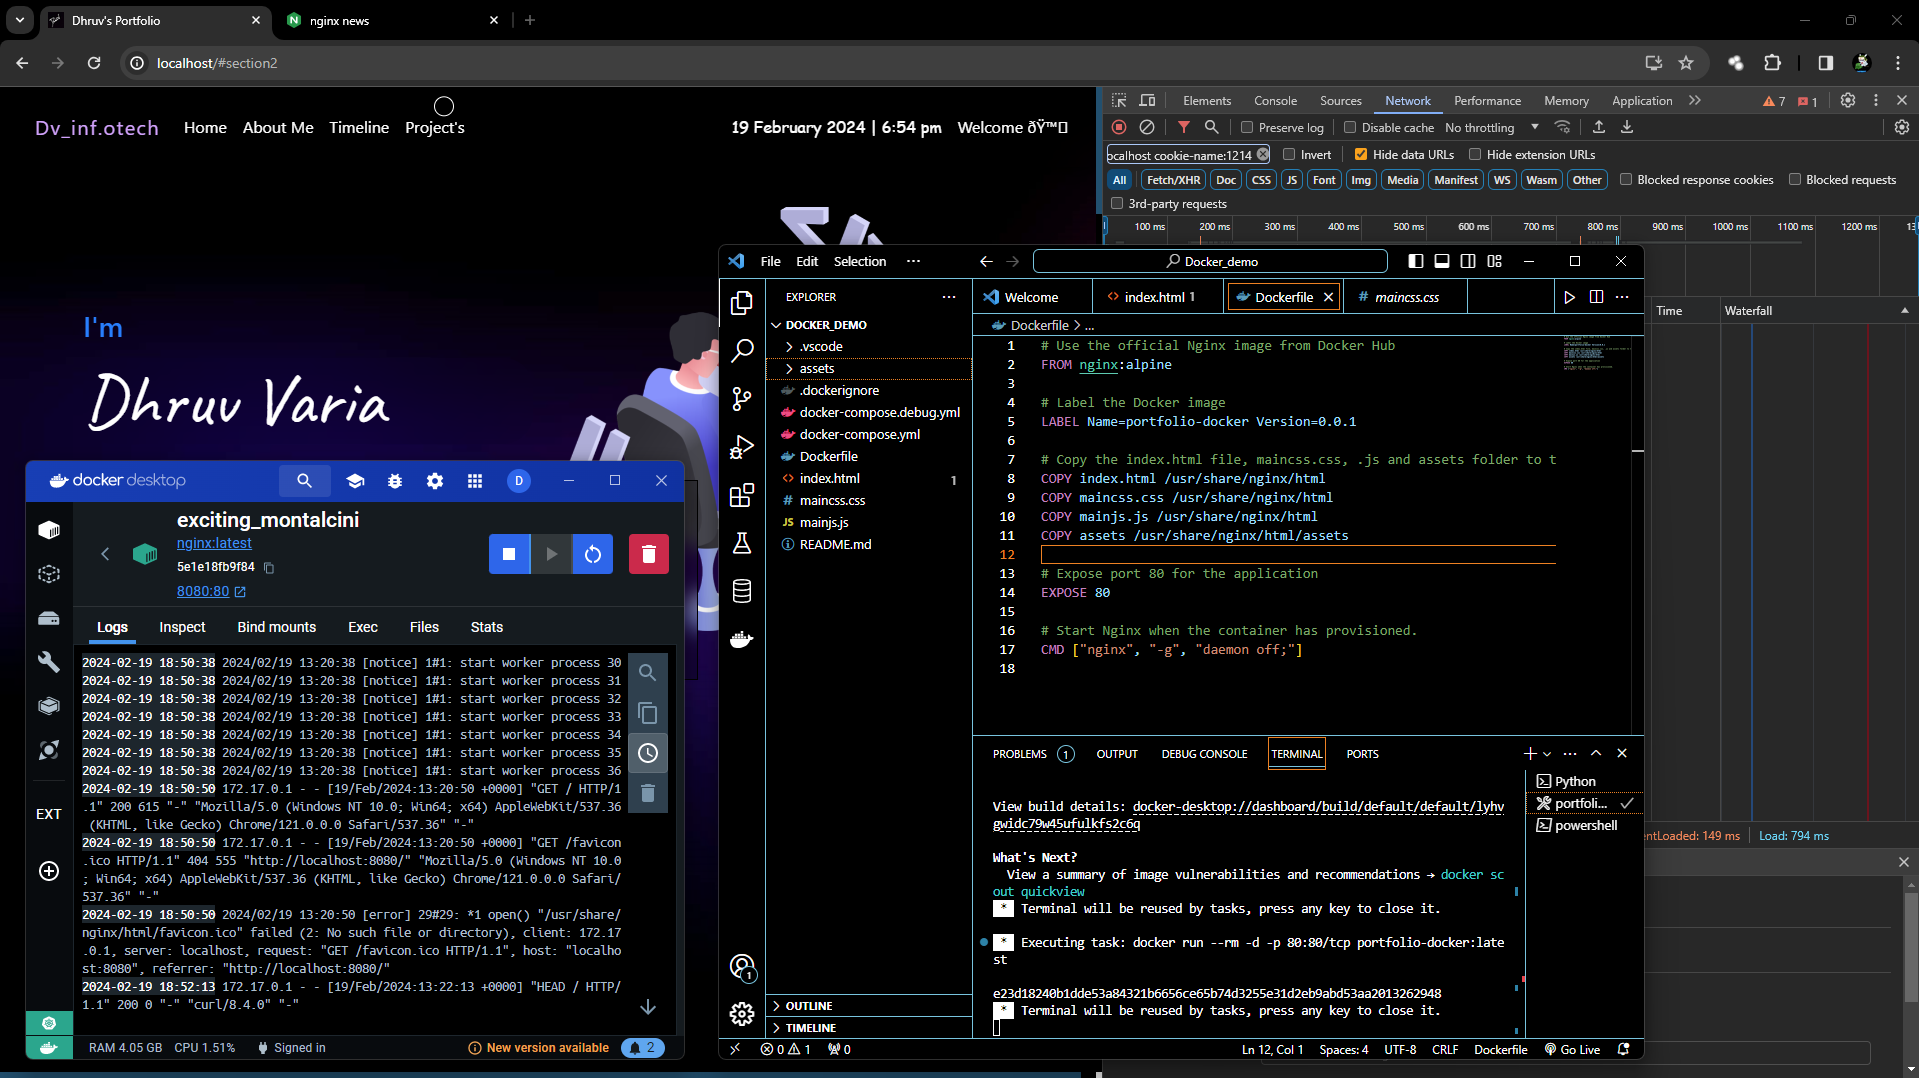 Dhruv's Portfolio
nginx news
localhost/#section2
Dv_inf.otech
Home
About Me
Timeline
Project's
19 February 2024 | 6:54 pm
Welcome ðŸ™
I'm
Dhruv Varia
Elements
Console
Sources
Network
Performance
Memory
Application
7
1
Preserve log
Disable cache
No throttling
ocalhost cookie-name:1214
Invert
Hide data URLs
Hide extension URLs
All
Fetch/XHR
Doc
CSS
JS
Font
Img
Media
Manifest
WS
Wasm
Other
Blocked response cookies
Blocked requests
3rd-party requests
100 ms
200 ms
300 ms
400 ms
500 ms
600 ms
700 ms
800 ms
900 ms
1000 ms
1100 ms
1200 ms
13
Time
Waterfall
entLoaded: 149 ms
Load: 794 ms
File
Edit
Selection
Docker_demo
EXPLORER
DOCKER_DEMO
.vscode
assets
.dockerignore
docker-compose.debug.yml
docker-compose.yml
Dockerfile
index.html 1
maincss.css
mainjs.js
README.md
OUTLINE
TIMELINE
Welcome
index.html 1
Dockerfile
maincss.css
Dockerfile > ...
1 # Use the official Nginx image from Docker Hub
2 FROM nginx:alpine
3
4 # Label the Docker image
5 LABEL Name=portfolio-docker Version=0.0.1
6
7 # Copy the index.html file, maincss.css, .js and assets folder to t
8 COPY index.html /usr/share/nginx/html
9 COPY maincss.css /usr/share/nginx/html
10 COPY mainjs.js /usr/share/nginx/html
11 COPY assets /usr/share/nginx/html/assets
12
13 # Expose port 80 for the application
14 EXPOSE 80
15
16 # Start Nginx when the container has provisioned.
17 CMD ["nginx", "-g", "daemon off;"]
18
PROBLEMS 1
OUTPUT
DEBUG CONSOLE
TERMINAL
PORTS
View build details: docker-desktop://dashboard/build/default/default/lyhv
gwidc79w45ufulkfs2c6q
What's Next?
View a summary of image vulnerabilities and recommendations → docker sc
out quickview
* Terminal will be reused by tasks, press any key to close it.
* Executing task: docker run --rm -d -p 80:80/tcp portfolio-docker:late
st
e23d18240b1dde53a84321b6656ce65b74d3255e31d2eb9abd53aa2013262948
* Terminal will be reused by tasks, press any key to close it.
Python
portfoli...
powershell
0 1
0
Ln 12, Col 1
Spaces: 4
UTF-8
CRLF
Dockerfile
Go Live
1
docker desktop
D
exciting_montalcini
nginx:latest
5e1e18fb9f84
8080:80
Logs
Inspect
Bind mounts
Exec
Files
Stats
2024-02-19 18:50:38 2024/02/19 13:20:38 [notice] 1#1: start worker process 30
2024-02-19 18:50:38 2024/02/19 13:20:38 [notice] 1#1: start worker process 31
2024-02-19 18:50:38 2024/02/19 13:20:38 [notice] 1#1: start worker process 32
2024-02-19 18:50:38 2024/02/19 13:20:38 [notice] 1#1: start worker process 33
2024-02-19 18:50:38 2024/02/19 13:20:38 [notice] 1#1: start worker process 34
2024-02-19 18:50:38 2024/02/19 13:20:38 [notice] 1#1: start worker process 35
2024-02-19 18:50:38 2024/02/19 13:20:38 [notice] 1#1: start worker process 36
2024-02-19 18:50:50 172.17.0.1 - - [19/Feb/2024:13:20:50 +0000] "GET / HTTP/1
.1" 200 615 "-" "Mozilla/5.0 (Windows NT 10.0; Win64; x64) AppleWebKit/537.36
(KHTML, like Gecko) Chrome/121.0.0.0 Safari/537.36" "-"
2024-02-19 18:50:50 172.17.0.1 - - [19/Feb/2024:13:20:50 +0000] "GET /favicon
.ico HTTP/1.1" 404 555 "http://localhost:8080/" "Mozilla/5.0 (Windows NT 10.0
; Win64; x64) AppleWebKit/537.36 (KHTML, like Gecko) Chrome/121.0.0.0 Safari/
537.36" "-"
2024-02-19 18:50:50 2024/02/19 13:20:50 [error] 29#29: *1 open() "/usr/share/
nginx/html/favicon.ico" failed (2: No such file or directory), client: 172.17
.0.1, server: localhost, request: "GET /favicon.ico HTTP/1.1", host: "localho
st:8080", referrer: "http://localhost:8080/"
2024-02-19 18:52:13 172.17.0.1 - - [19/Feb/2024:13:22:13 +0000] "HEAD / HTTP/
1.1" 200 0 "-" "curl/8.4.0" "-"
EXT
RAM 4.05 GB
CPU 1.51%
Signed in
New version available
2